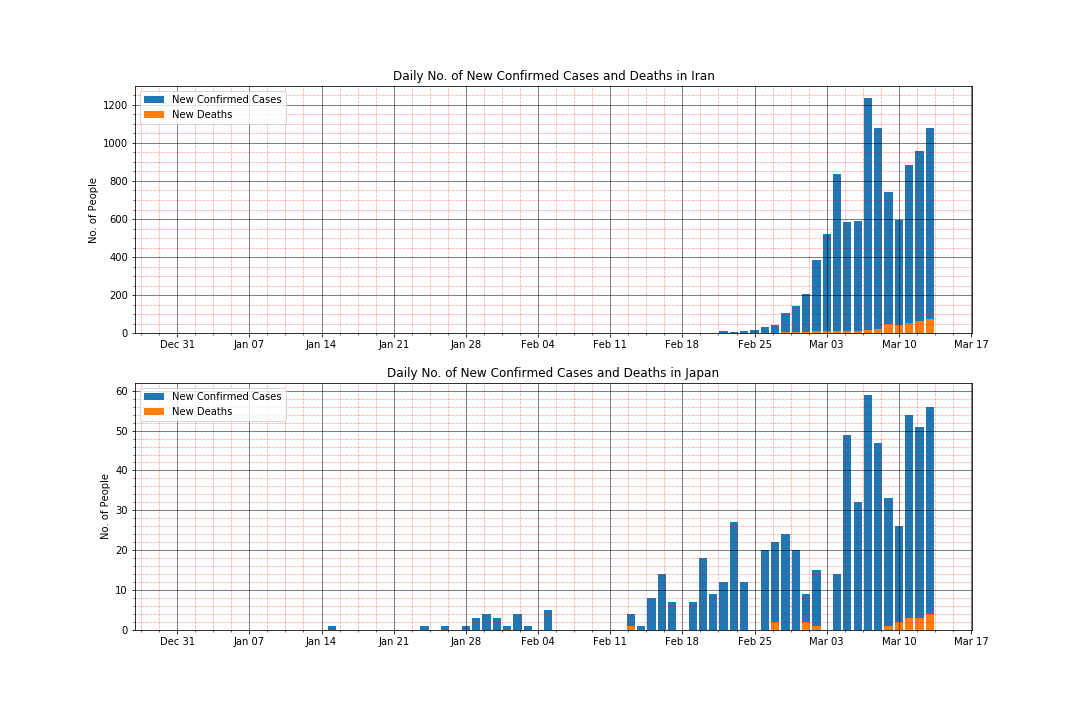 Daily No. of New Confirmed Cases and Deaths in Iran
New Confirmed Cases
New Deaths
No. of People
1200
1000
800
600
400
200
0
Dec 31 Jan 07 Jan 14 Jan 21 Jan 28 Feb 04 Feb 11 Feb 18 Feb 25 Mar 03 Mar 10 Mar 17
Daily No. of New Confirmed Cases and Deaths in Japan
New Confirmed Cases
New Deaths
No. of People
60
50
40
30
20
10
0
Dec 31 Jan 07 Jan 14 Jan 21 Jan 28 Feb 04 Feb 11 Feb 18 Feb 25 Mar 03 Mar 10 Mar 17